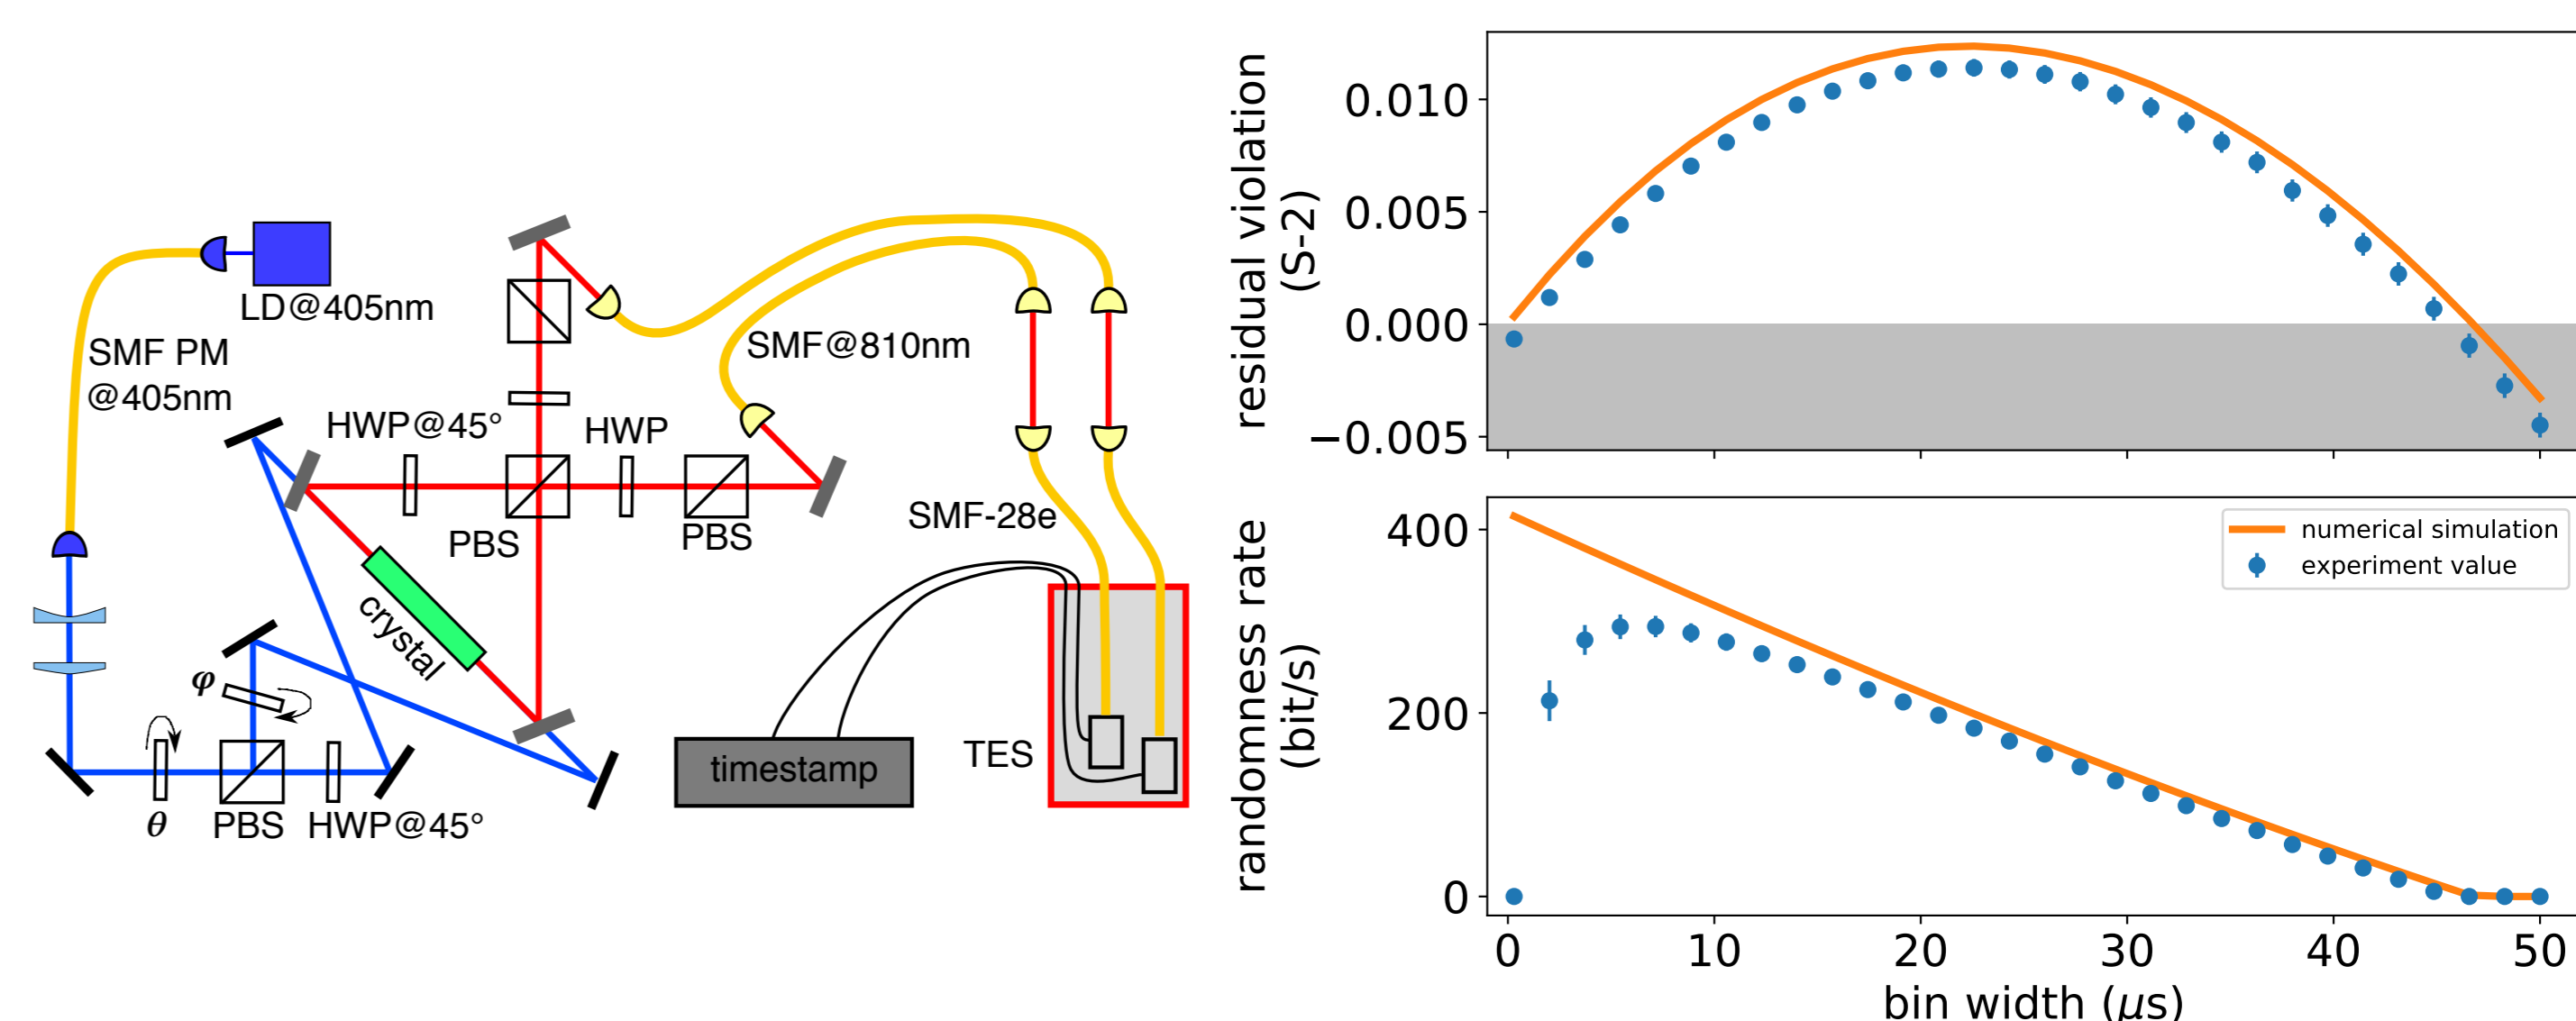 LD@405nm
SMF PM
@405nm
HWP@45°
HWP
SMF@810nm
PBS
PBS
SMF-28e
crystal
φ
θ
PBS
HWP@45°
timestamp
TES
residual violation
(S-2)
0.010
0.005
0.000
−0.005
randomness rate
(bit/s)
400
200
0
numerical simulation
experiment value
0 10 20 30 40 50
bin width (μs)